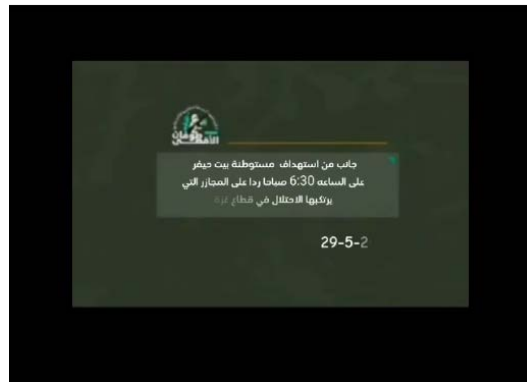 جانب من استهداف مستوطنة بيت حيفر
على الساعه 6:30 صباحا ردا على المجازر التي
يرتكبها الاحتلال في قطاع غزة
29-5-2